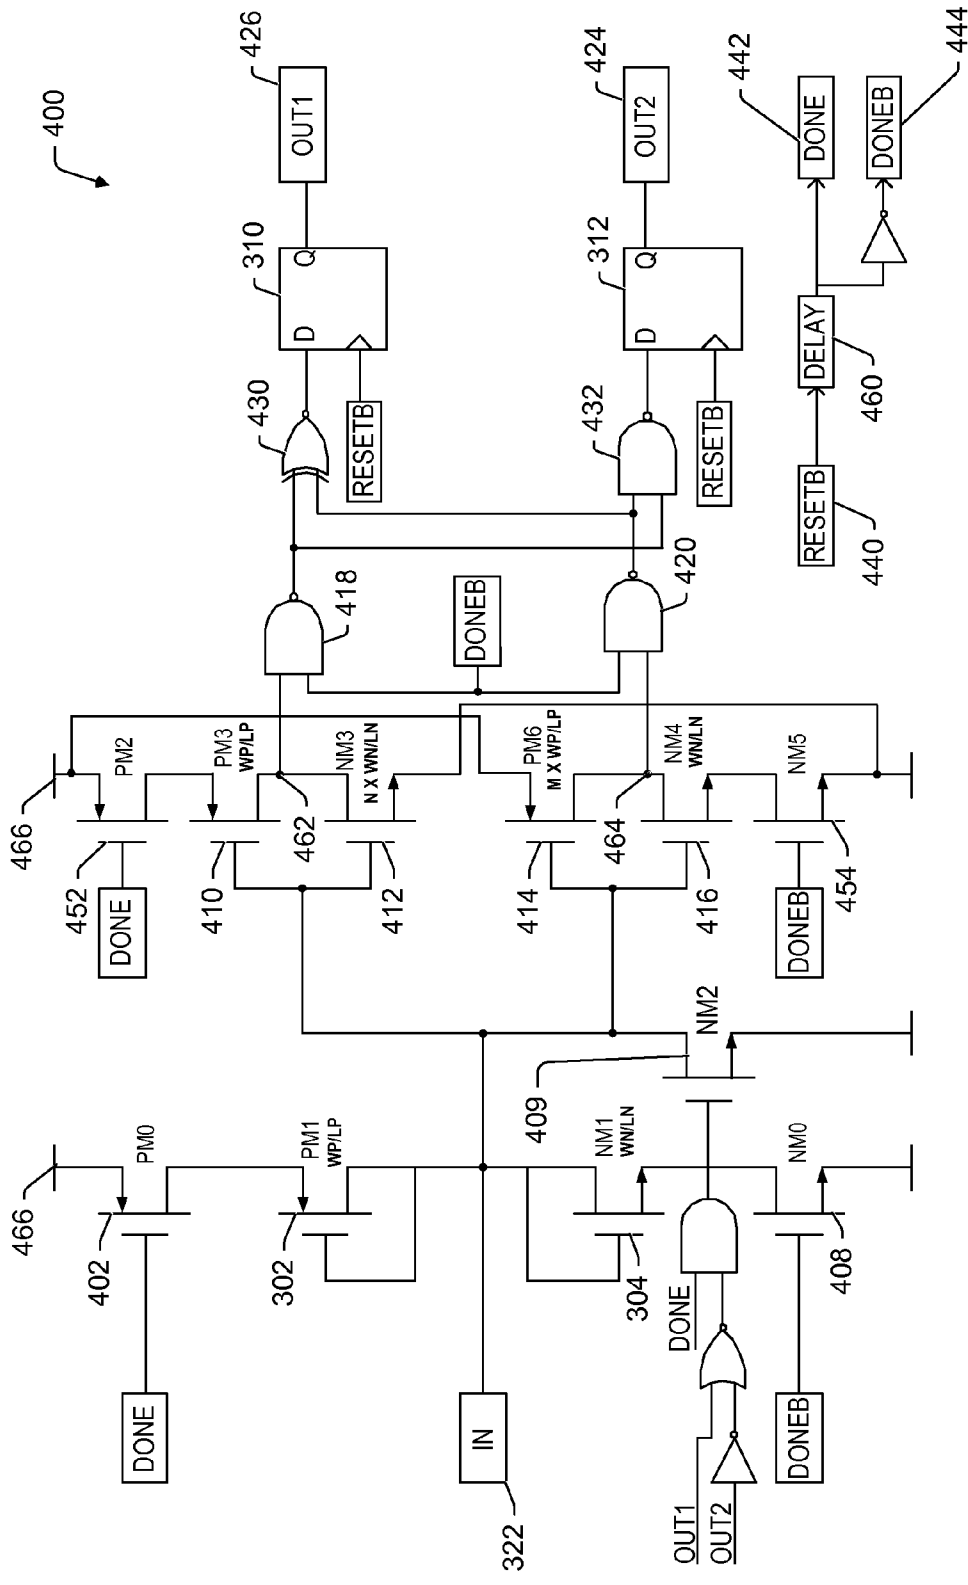 400
426
OUT1
310
D
Q
430
RESETB
424
OUT2
312
D
Q
432
RESETB
442
DONE
444
DONEB
DELAY
460
RESETB
440
418
DONEB
420
466
PM2
452
DONE
PM3
WP/LP
410
462
NM3
N X WN/LN
412
PM6
M X WP/LP
414
464
NM4
WN/LN
416
NM5
454
DONEB
466
PM0
402
DONE
PM1
WP/LP
302
IN
322
409
NM2
NM1
WN/LN
304
NM0
408
DONE
OUT1
OUT2
DONEB